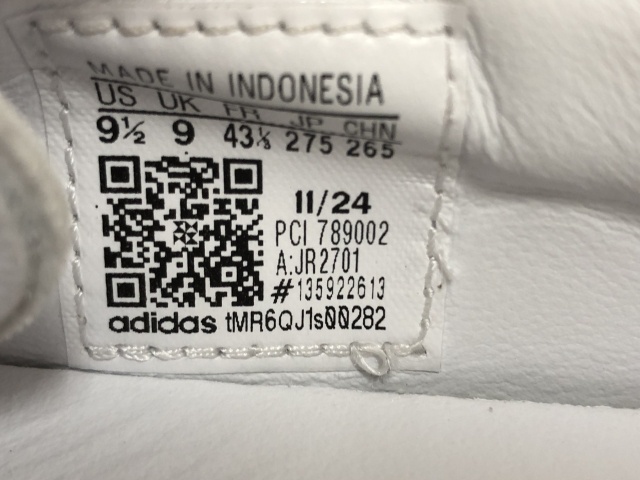 MADE IN INDONESIA
US UK FR JP CHN
9½ 9 43⅓ 275 265
11/24
PCI 789002
A:JR2701
#135922613
adidas tMR6QJ1s00282